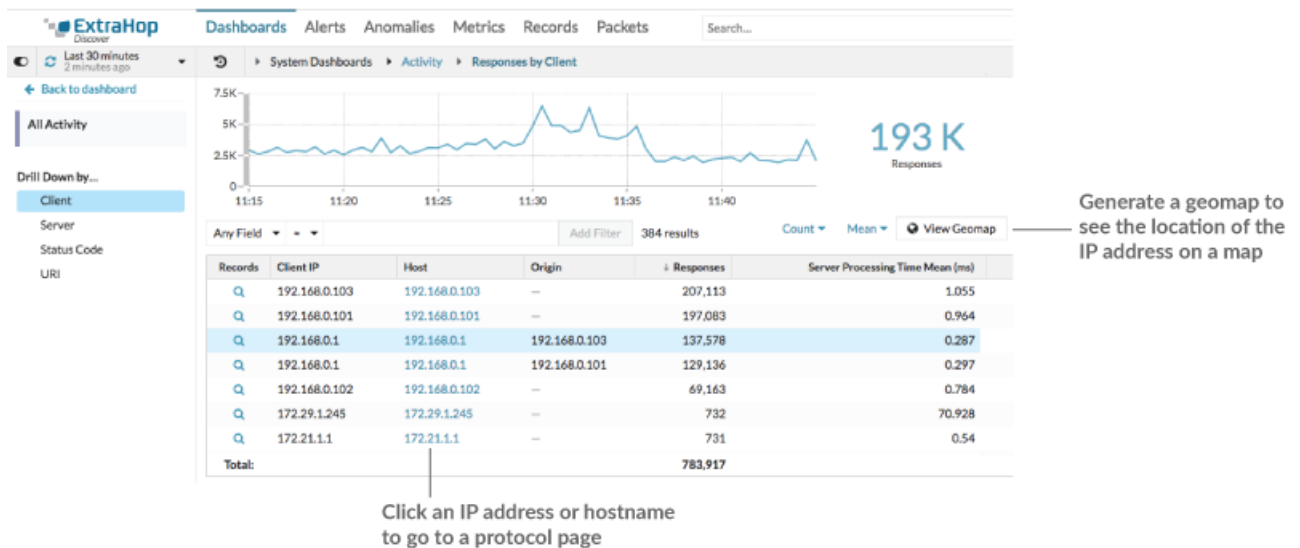 ExtraHop
Discover
Dashboards Alerts Anomalies Metrics Records Packets Search...
Last 30 minutes
2 minutes ago
System Dashboards Activity Responses by Client
Back to dashboard
All Activity
Drill Down by...
Client
Server
Status Code
URI
7.5K
5K
2.5K
0
11:15 11:20 11:25 11:30 11:35 11:40
193 K
Responses
Any Field = Add Filter 384 results Count Mean View Geomap
Records Client IP Host Origin ↓ Responses Server Processing Time Mean (ms)
192.168.0.103 192.168.0.103 — 207,113 1.055
192.168.0.101 192.168.0.101 — 197,083 0.964
192.168.0.1 192.168.0.1 192.168.0.103 137,578 0.287
192.168.0.1 192.168.0.1 192.168.0.101 129,136 0.297
192.168.0.102 192.168.0.102 — 69,163 0.784
172.29.1.245 172.29.1.245 — 732 70.928
172.21.1.1 172.21.1.1 — 731 0.54
Total: 783,917
Generate a geomap to
see the location of the
IP address on a map
Click an IP address or hostname
to go to a protocol page